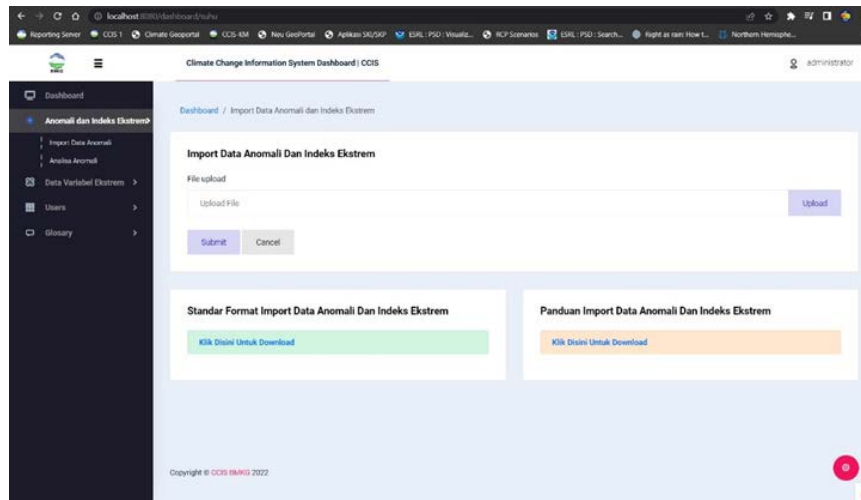 localhost:8080/dashboard/suhu
Reporting Server
CCIS 1
Climate Geoportal
CCIS-KM
Neu GeoPortal
Aplikasi SKI/SKP
ESRL : PSD : Visualiz...
RCP Scenarios
ESRL : PSD : Search...
Right as rain: How t...
Northern Hemisphe...
BMKG
Climate Change Information System Dashboard | CCIS
administrator
Dashboard
Anomali dan Indeks Ekstrem
Import Data Anomali
Analisa Anomali
Data Variabel Ekstrem
Users
Glosary
Dashboard / Import Data Anomali dan Indeks Ekstrem
Import Data Anomali Dan Indeks Ekstrem
File upload
Upload File
Upload
Submit
Cancel
Standar Format Import Data Anomali Dan Indeks Ekstrem
Klik Disini Untuk Download
Panduan Import Data Anomali Dan Indeks Ekstrem
Klik Disini Untuk Download
Copyright © CCIS BMKG 2022